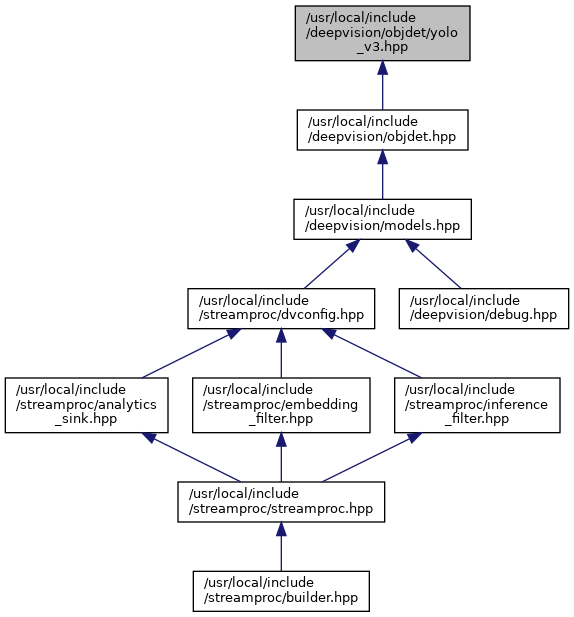 /usr/local/include
/deepvision/objdet/yolo
_v3.hpp
/usr/local/include
/deepvision/objdet.hpp
/usr/local/include
/deepvision/models.hpp
/usr/local/include
/streamproc/dvconfig.hpp
/usr/local/include
/deepvision/debug.hpp
/usr/local/include
/streamproc/analytics
_sink.hpp
/usr/local/include
/streamproc/embedding
_filter.hpp
/usr/local/include
/streamproc/inference
_filter.hpp
/usr/local/include
/streamproc/streamproc.hpp
/usr/local/include
/streamproc/builder.hpp